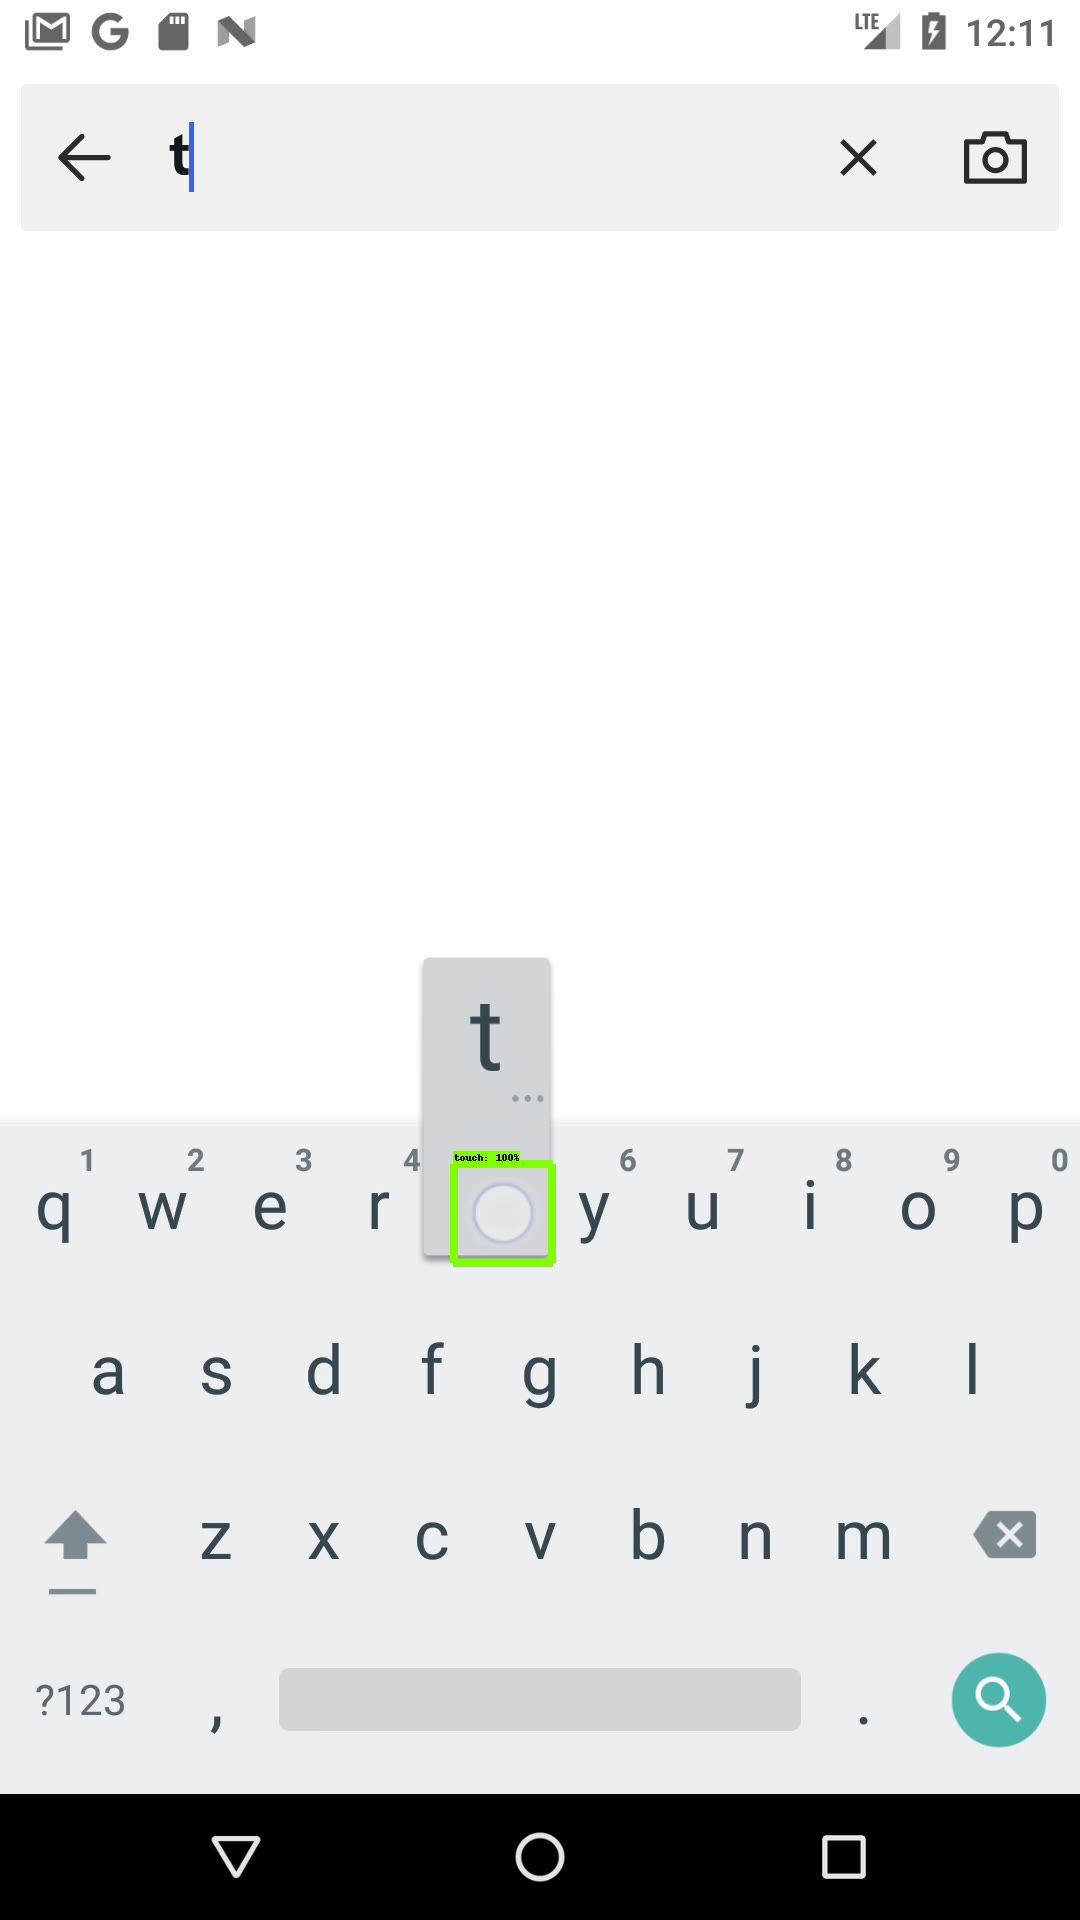 LTE 12:11
t
t
...
touch: 100%
1 2 3 4 6 7 8 9 0
q w e r y u i o p
a s d f g h j k l
z x c v b n m
?123 , .